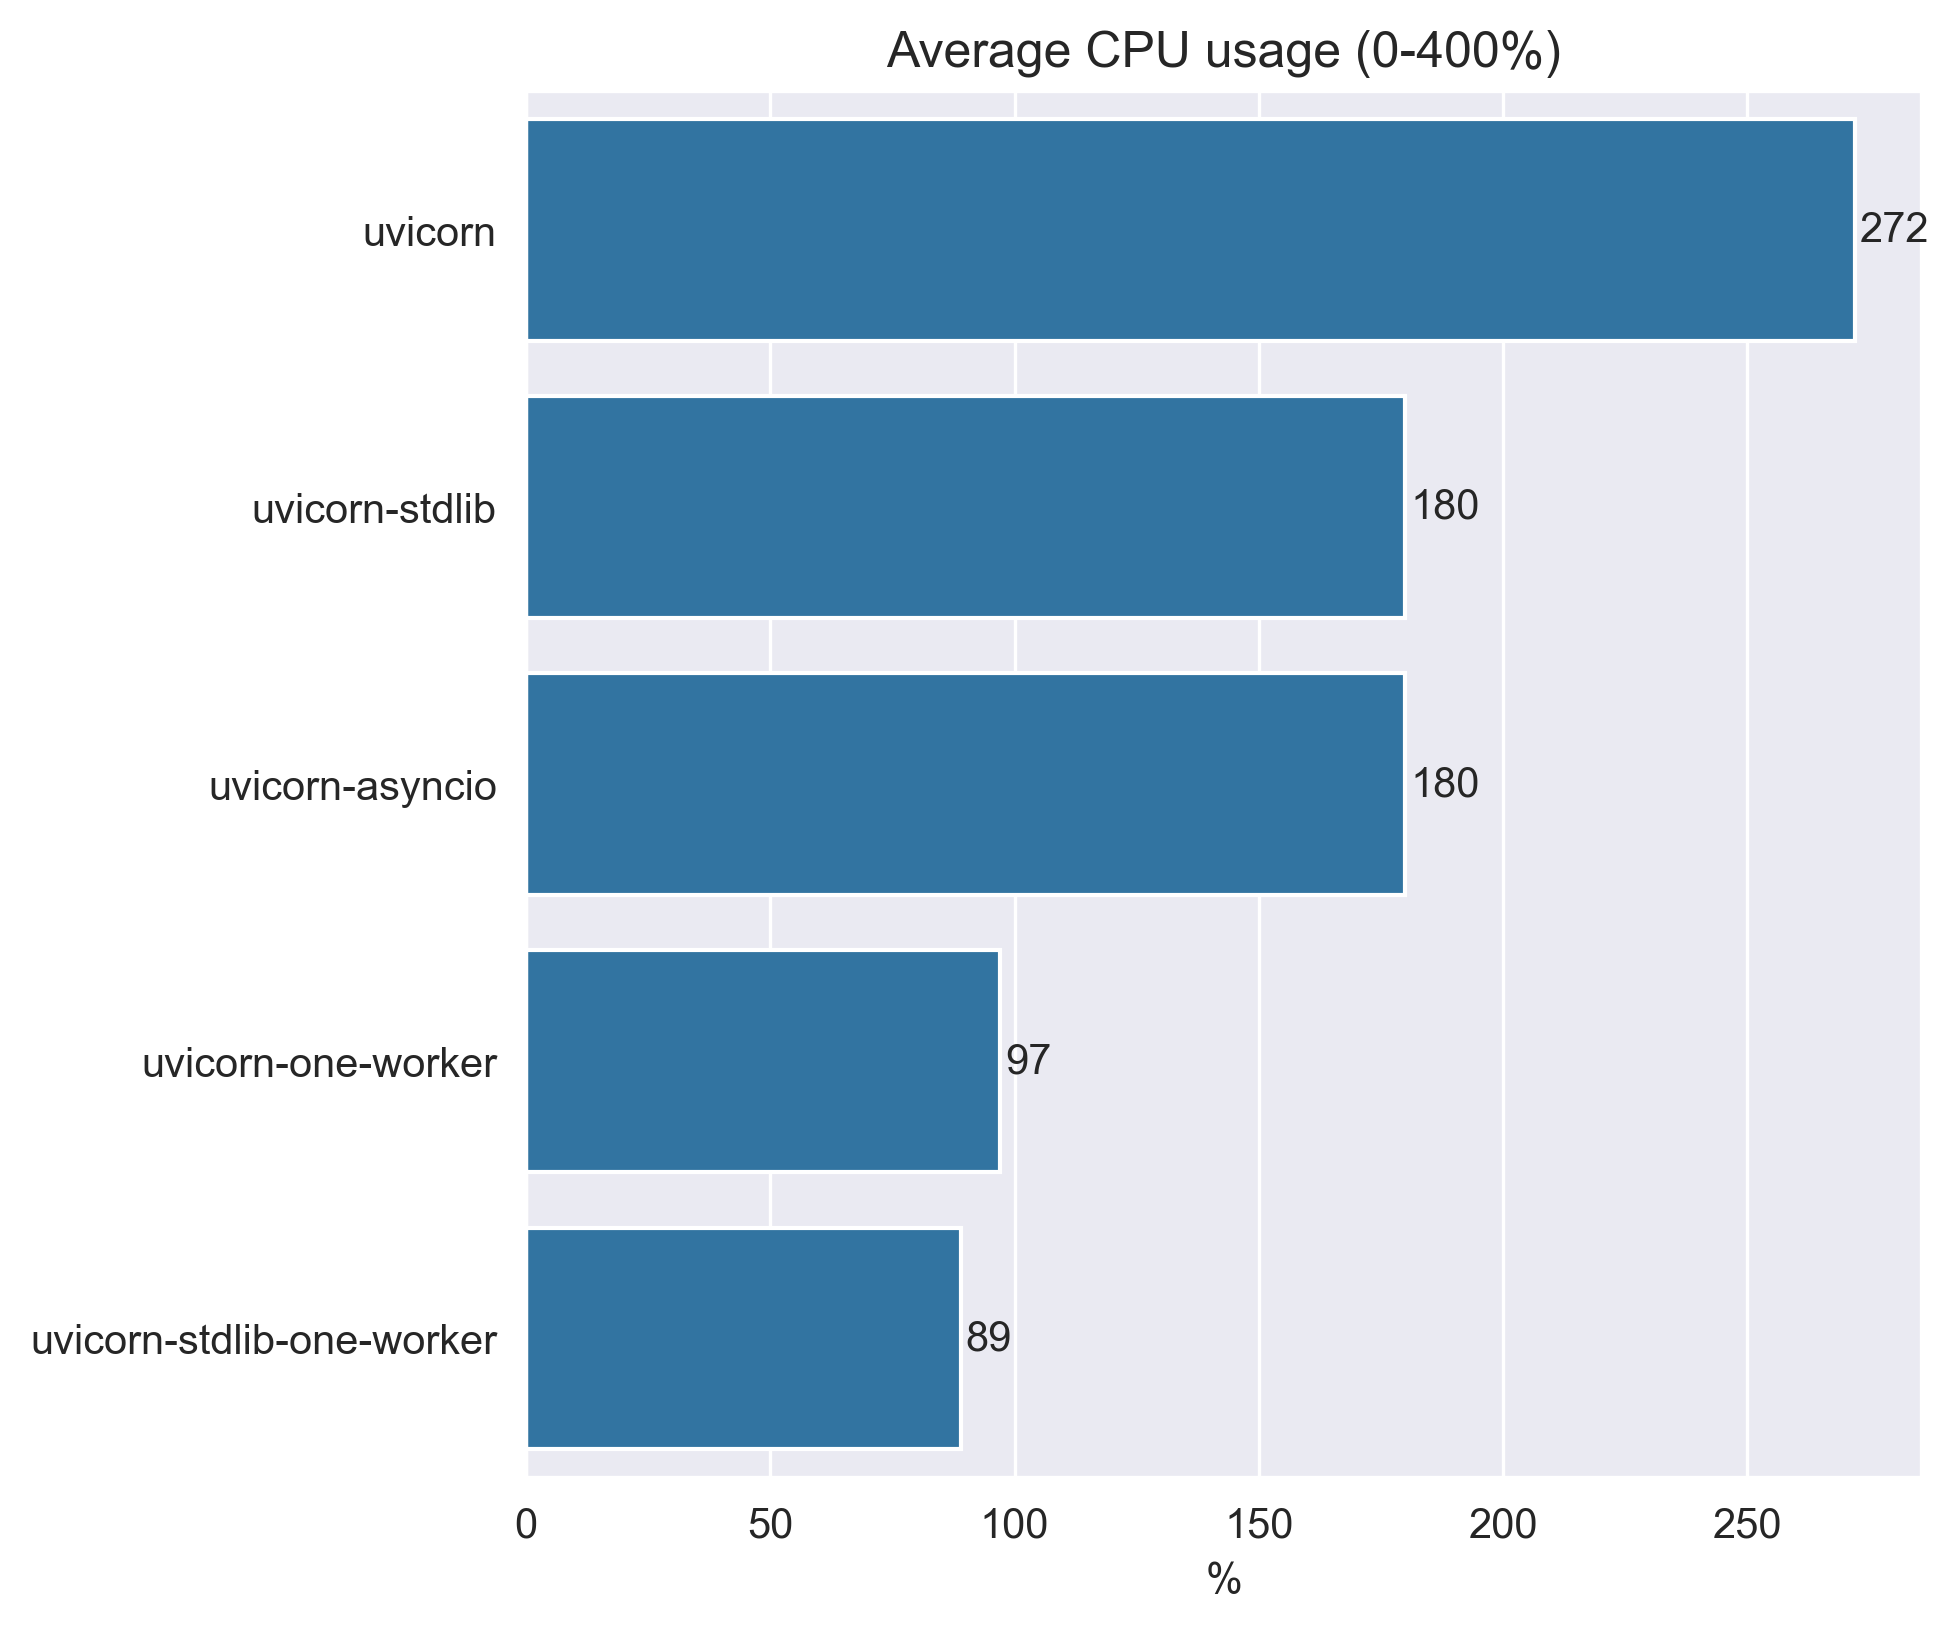 Average CPU usage (0-400%)
uvicorn
272
uvicorn-stdlib
180
uvicorn-asyncio
180
uvicorn-one-worker
97
uvicorn-stdlib-one-worker
89
0 50 100 150 200 250
%